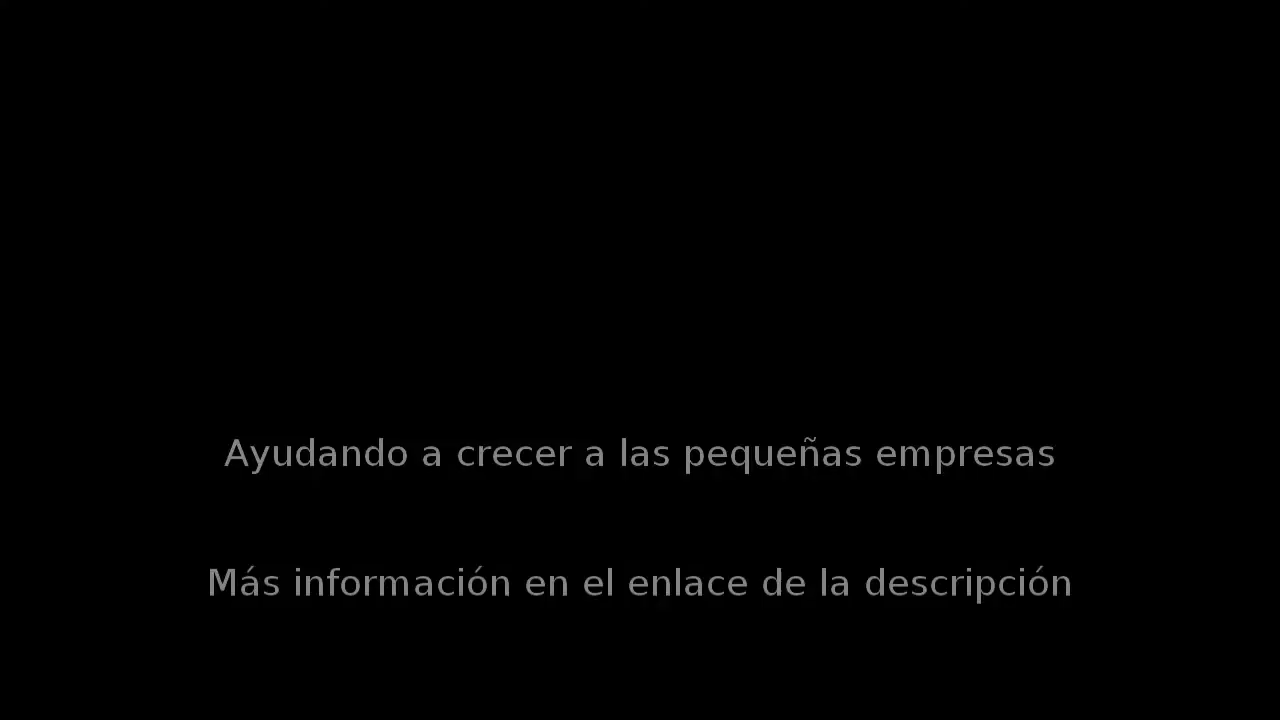 Ayudando a crecer a las pequeñas empresas
Más información en el enlace de la descripción